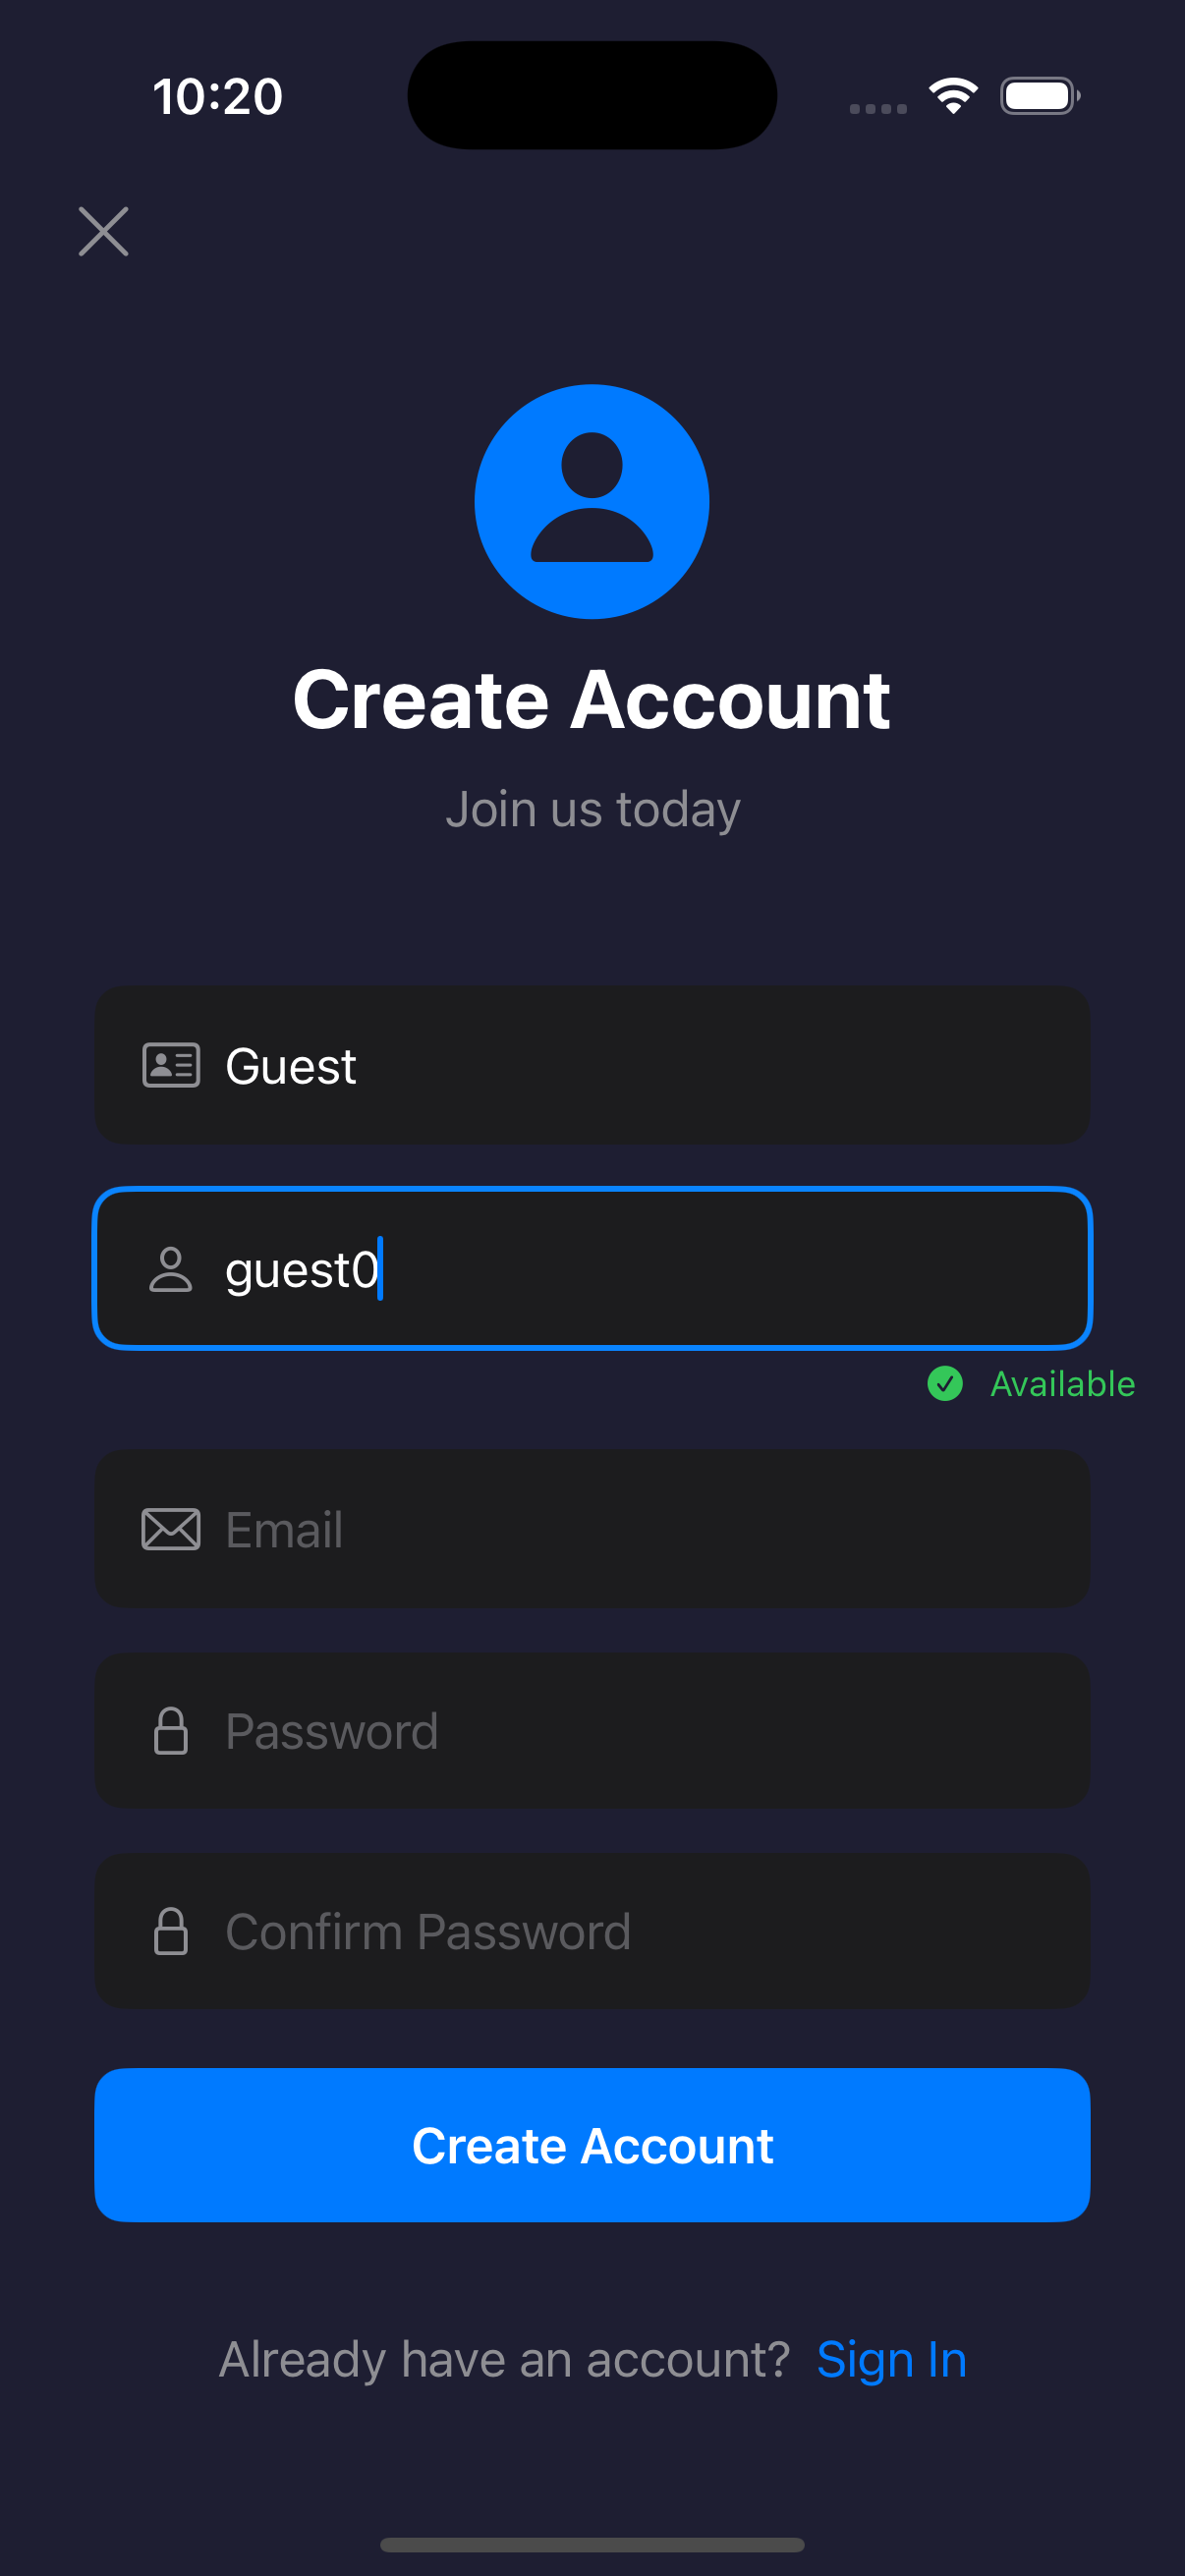 10:20
Create Account
Join us today
Guest
guest0
Available
Email
Password
Confirm Password
Create Account
Already have an account? Sign In